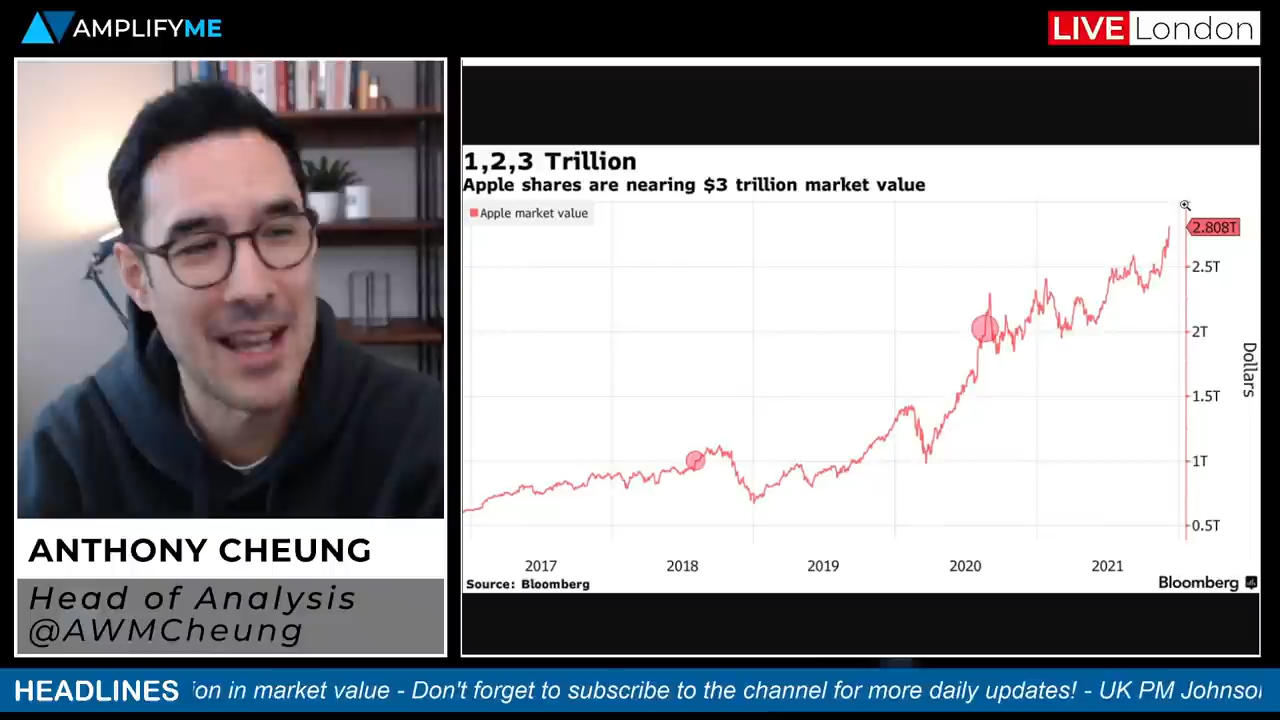 AMPLIFYME
LIVE London
1,2,3 Trillion
Apple shares are nearing $3 trillion market value
Apple market value
2.808T
2.5T
2T
1.5T
1T
0.5T
Dollars
2017 2018 2019 2020 2021
Source: Bloomberg
Bloomberg
ANTHONY CHEUNG
Head of Analysis
@AWMCheung
HEADLINES ion in market value - Don't forget to subscribe to the channel for more daily updates! - UK PM Johnso